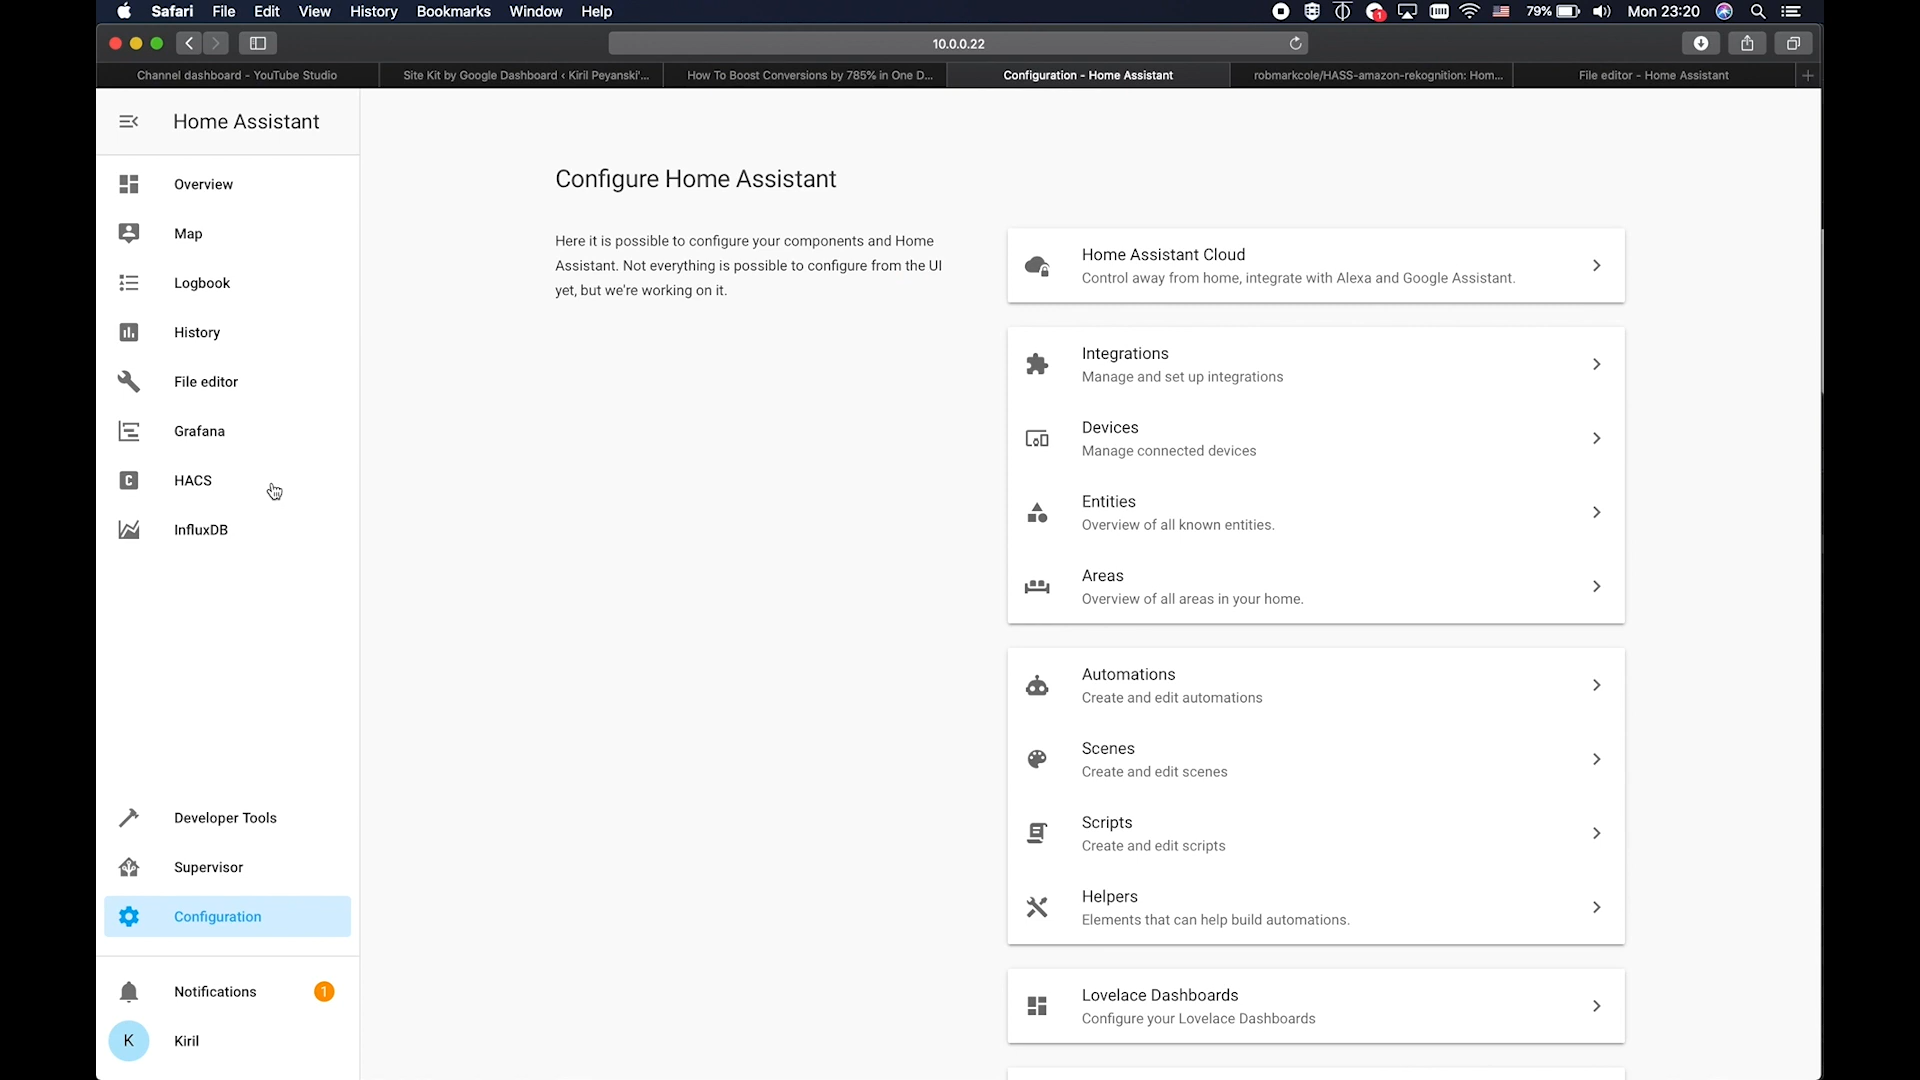 Safari File Edit View History Bookmarks Window Help
1 79% Mon 23:20
10.0.0.22
Channel dashboard - YouTube Studio
Site Kit by Google Dashboard ‹ Kiril Peyanski'...
How To Boost Conversions by 785% in One D...
Configuration - Home Assistant
robmarkcole/HASS-amazon-rekognition: Hom...
File editor - Home Assistant
Home Assistant
Overview
Map
Logbook
History
File editor
Grafana
C HACS
InfluxDB
Developer Tools
Supervisor
Configuration
Notifications 1
K Kiril
Configure Home Assistant
Here it is possible to configure your components and Home
Assistant. Not everything is possible to configure from the UI
yet, but we're working on it.
Home Assistant Cloud
Control away from home, integrate with Alexa and Google Assistant.
Integrations
Manage and set up integrations
Devices
Manage connected devices
Entities
Overview of all known entities.
Areas
Overview of all areas in your home.
Automations
Create and edit automations
Scenes
Create and edit scenes
Scripts
Create and edit scripts
Helpers
Elements that can help build automations.
Lovelace Dashboards
Configure your Lovelace Dashboards